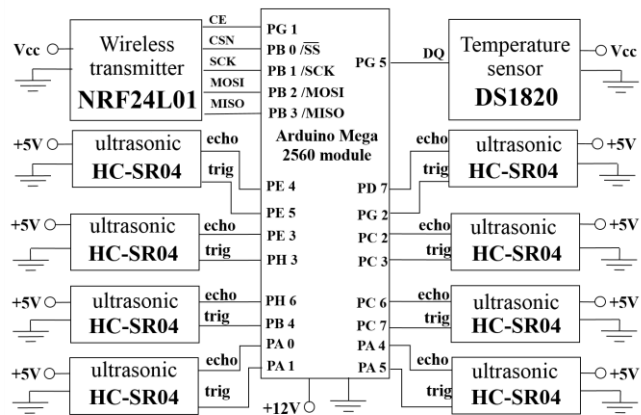 Vcc
Wireless
transmitter
NRF24L01
CE
CSN
SCK
MOSI
MISO
PG 1
PB 0 /SS
PB 1 /SCK
PB 2 /MOSI
PB 3 /MISO
Arduino Mega
2560 module
PG 5
DQ
Temperature
sensor
DS1820
Vcc
+5V
ultrasonic
HC-SR04
echo
trig
PE 4
PE 5
+5V
ultrasonic
HC-SR04
echo
trig
PE 3
PH 3
+5V
ultrasonic
HC-SR04
echo
trig
PH 6
PB 4
+5V
ultrasonic
HC-SR04
echo
trig
PA 0
PA 1
PD 7
PG 2
echo
trig
ultrasonic
HC-SR04
+5V
PC 2
PC 3
echo
trig
ultrasonic
HC-SR04
+5V
PC 6
PC 7
echo
trig
ultrasonic
HC-SR04
+5V
PA 4
PA 5
echo
trig
ultrasonic
HC-SR04
+5V
+12V